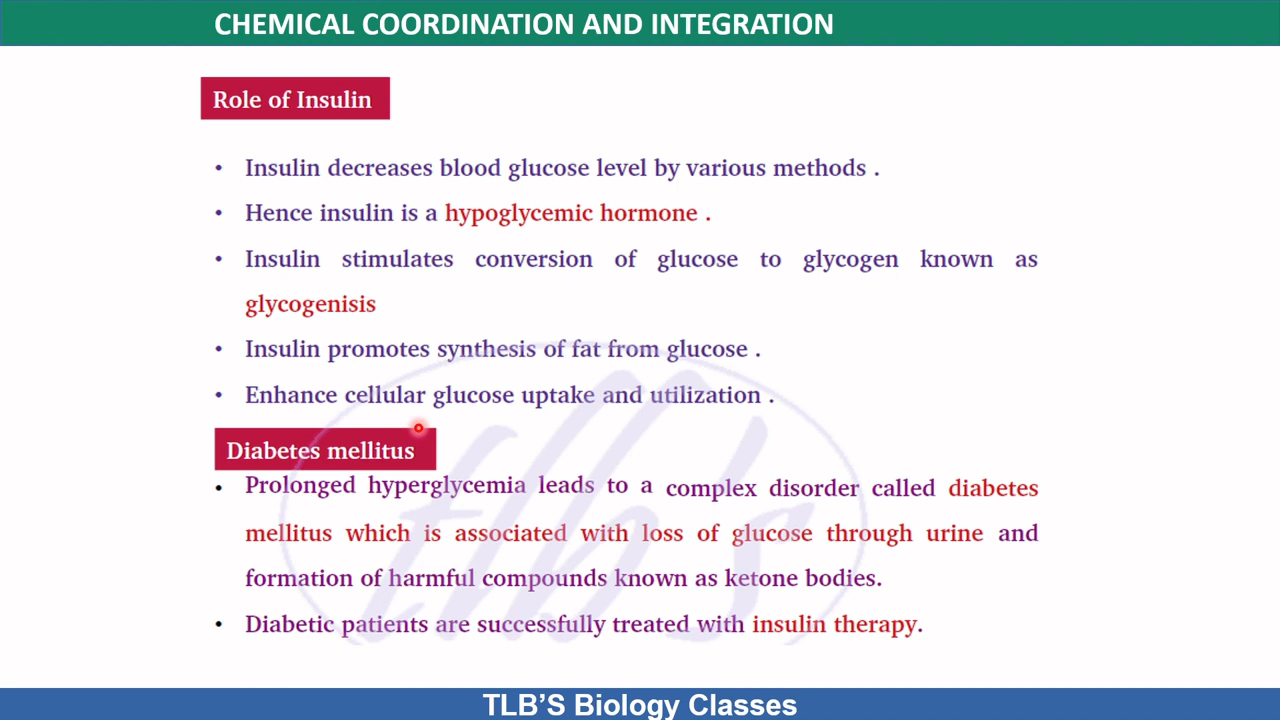 CHEMICAL COORDINATION AND INTEGRATION
Role of Insulin
• Insulin decreases blood glucose level by various methods .
• Hence insulin is a hypoglycemic hormone .
• Insulin stimulates conversion of glucose to glycogen known as
glycogenisis
• Insulin promotes synthesis of fat from glucose .
• Enhance cellular glucose uptake and utilization .
Diabetes mellitus
• Prolonged hyperglycemia leads to a complex disorder called diabetes
mellitus which is associated with loss of glucose through urine and
formation of harmful compounds known as ketone bodies.
• Diabetic patients are successfully treated with insulin therapy.
tlb's
TLB'S Biology Classes